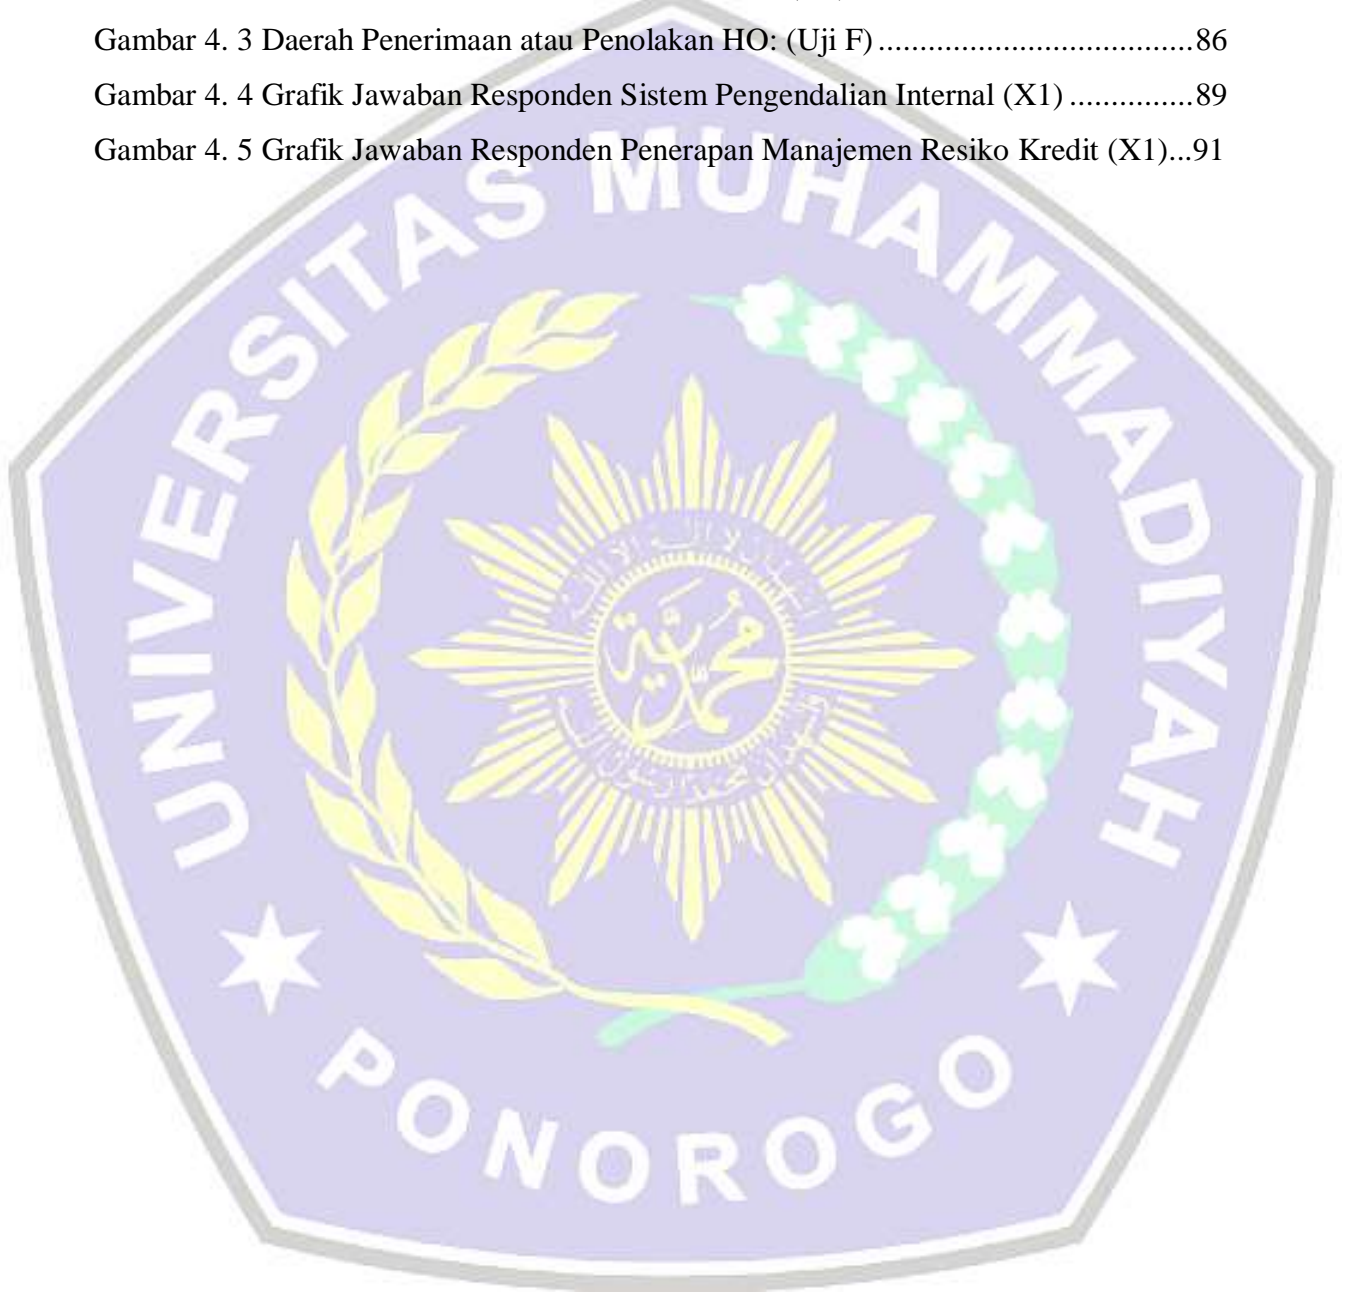 Gambar 4. 3 Daerah Penerimaan atau Penolakan HO: (Uji F) ......................................86
Gambar 4. 4 Grafik Jawaban Responden Sistem Pengendalian Internal (X1) ...............89
Gambar 4. 5 Grafik Jawaban Responden Penerapan Manajemen Resiko Kredit (X1)...91
UNIVERSITAS MUHAMMADIYAH
محمدية
PONOROGO